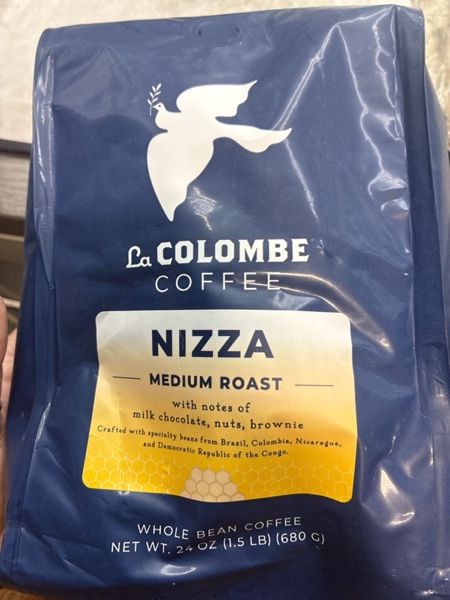 La COLOMBE
COFFEE
NIZZA
MEDIUM ROAST
with notes of
milk chocolate, nuts, brownie
Crafted with specialty beans from Brazil, Colombia, Nicaragua,
and Democratic Republic of the Congo.
WHOLE BEAN COFFEE
NET WT. 24 OZ (1.5 LB) (680 G)